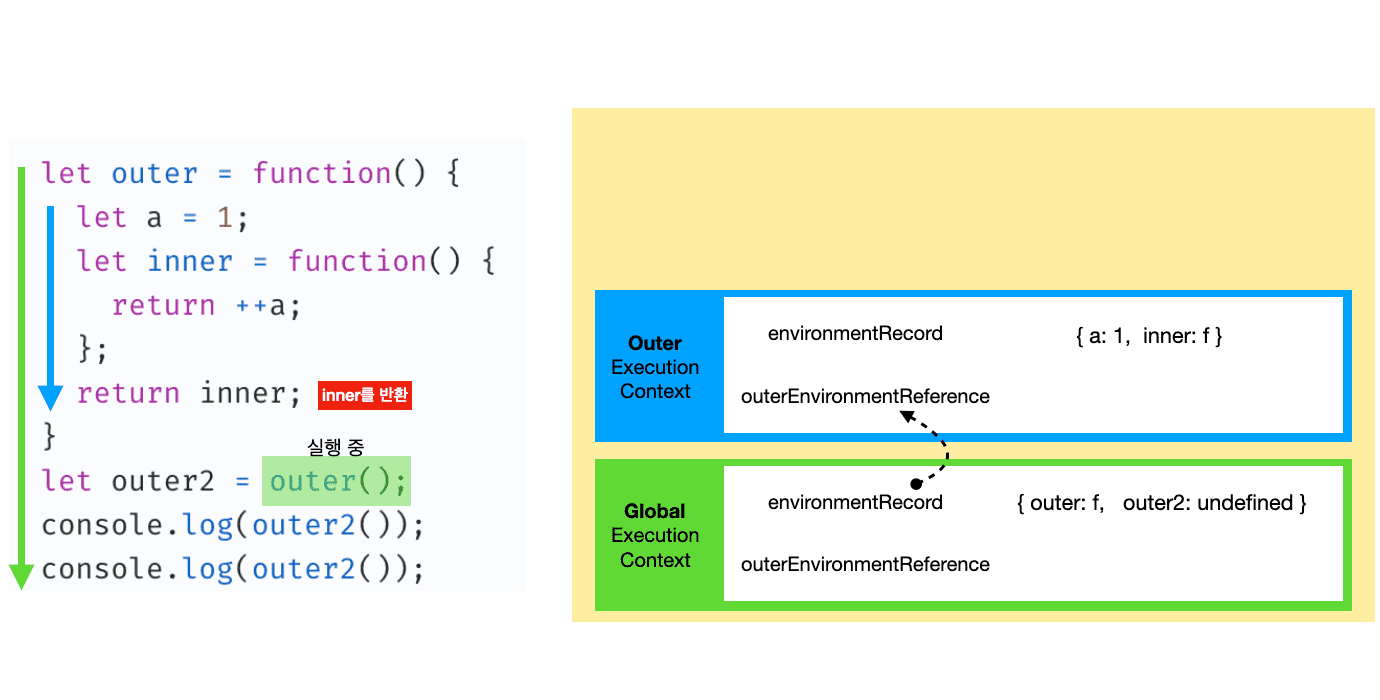 let outer = function() {
let a = 1;
let inner = function() {
return ++a;
};
return inner; inner를 반환
}
실행 중
let outer2 = outer();
console.log(outer2());
console.log(outer2());
Outer
Execution
Context
environmentRecord { a: 1, inner: f }
outerEnvironmentReference
Global
Execution
Context
environmentRecord { outer: f, outer2: undefined }
outerEnvironmentReference